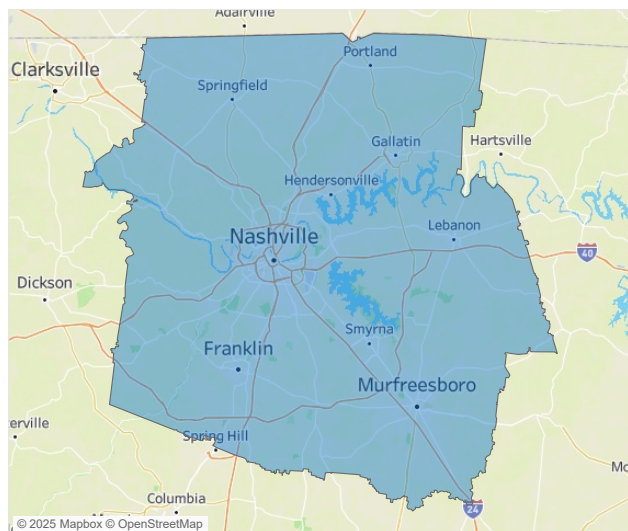 Adairville
Portland
Clarksville
Springfield
Gallatin
Hartsville
Hendersonville
Lebanon
Nashville
40
Dickson
Smyrna
Franklin
Murfreesboro
erville
Spring Hill
Mo
Columbia
24
© 2025 Mapbox © OpenStreetMap